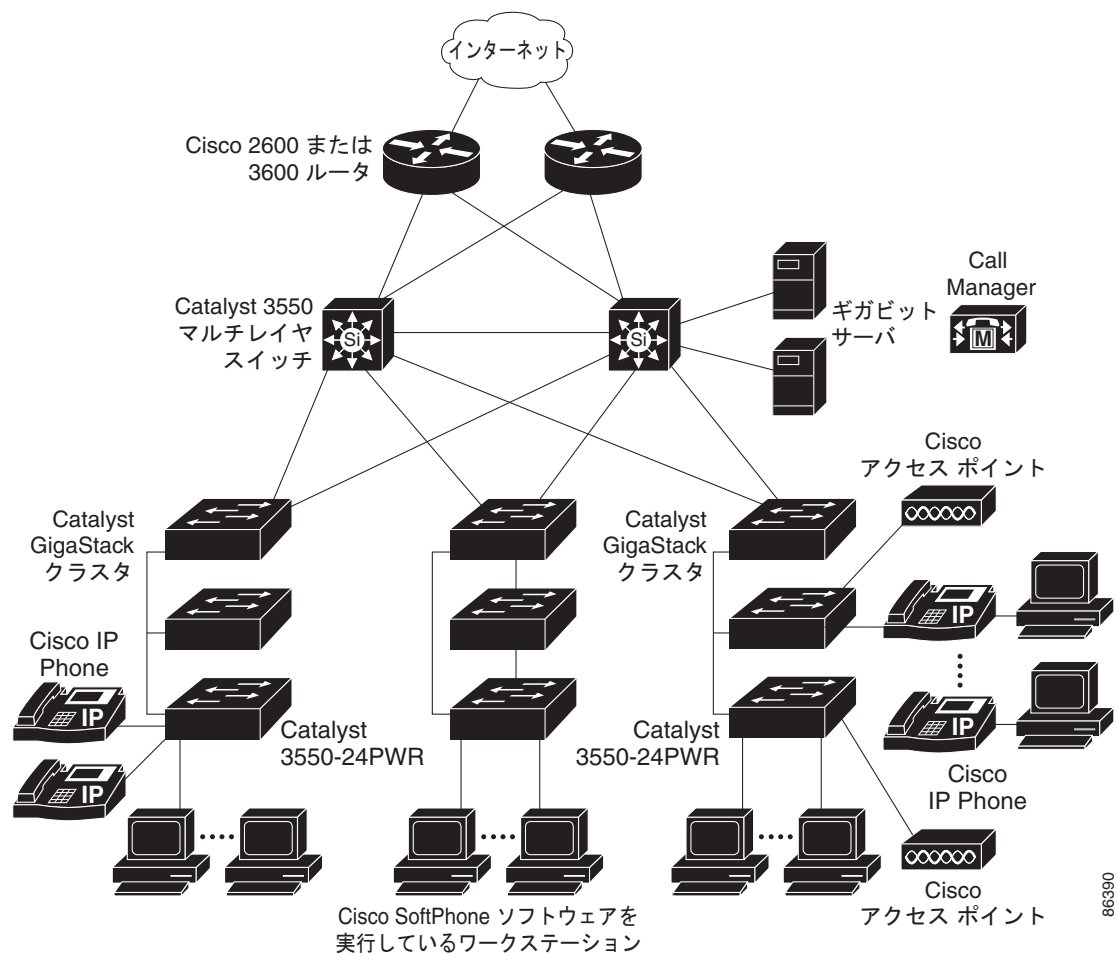 インターネット
Cisco 2600 または
3600 ルータ
Catalyst 3550
マルチレイヤ
スイッチ
Si
Si
ギガビット
サーバ
Call
Manager
M
Cisco
アクセス ポイント
Catalyst
GigaStack
クラスタ
Catalyst
GigaStack
クラスタ
IP
Cisco IP
Phone
IP
IP
IP
Catalyst
3550-24PWR
Catalyst
3550-24PWR
IP
Cisco
IP Phone
Cisco SoftPhone ソフトウェアを
実行しているワークステーション
Cisco
アクセス ポイント
86390